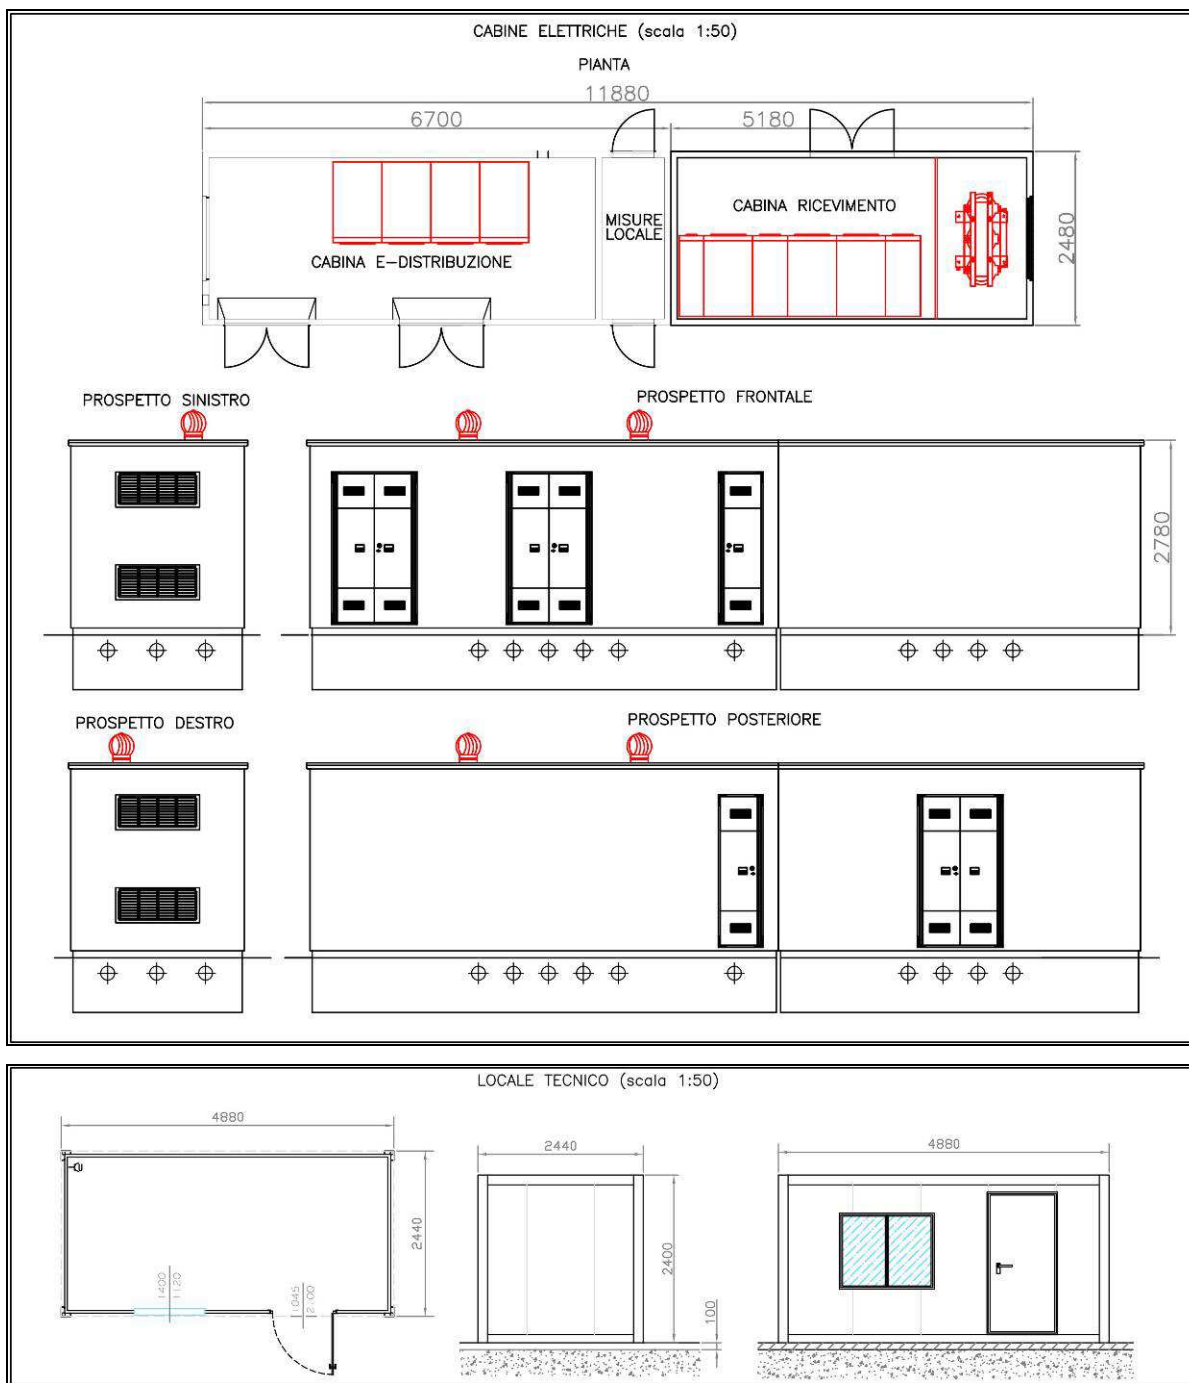 CABINE ELETTRICHE (scala 1:50)
PIANTA
11880
6700
5180
MISURE
LOCALE
CABINA RICEVIMENTO
CABINA E-DISTRIBUZIONE
2480
PROSPETTO SINISTRO
PROSPETTO FRONTALE
2780
PROSPETTO DESTRO
PROSPETTO POSTERIORE
LOCALE TECNICO (scala 1:50)
4880
2440
1400
1120
1045
2100
2440
2400
100
4880